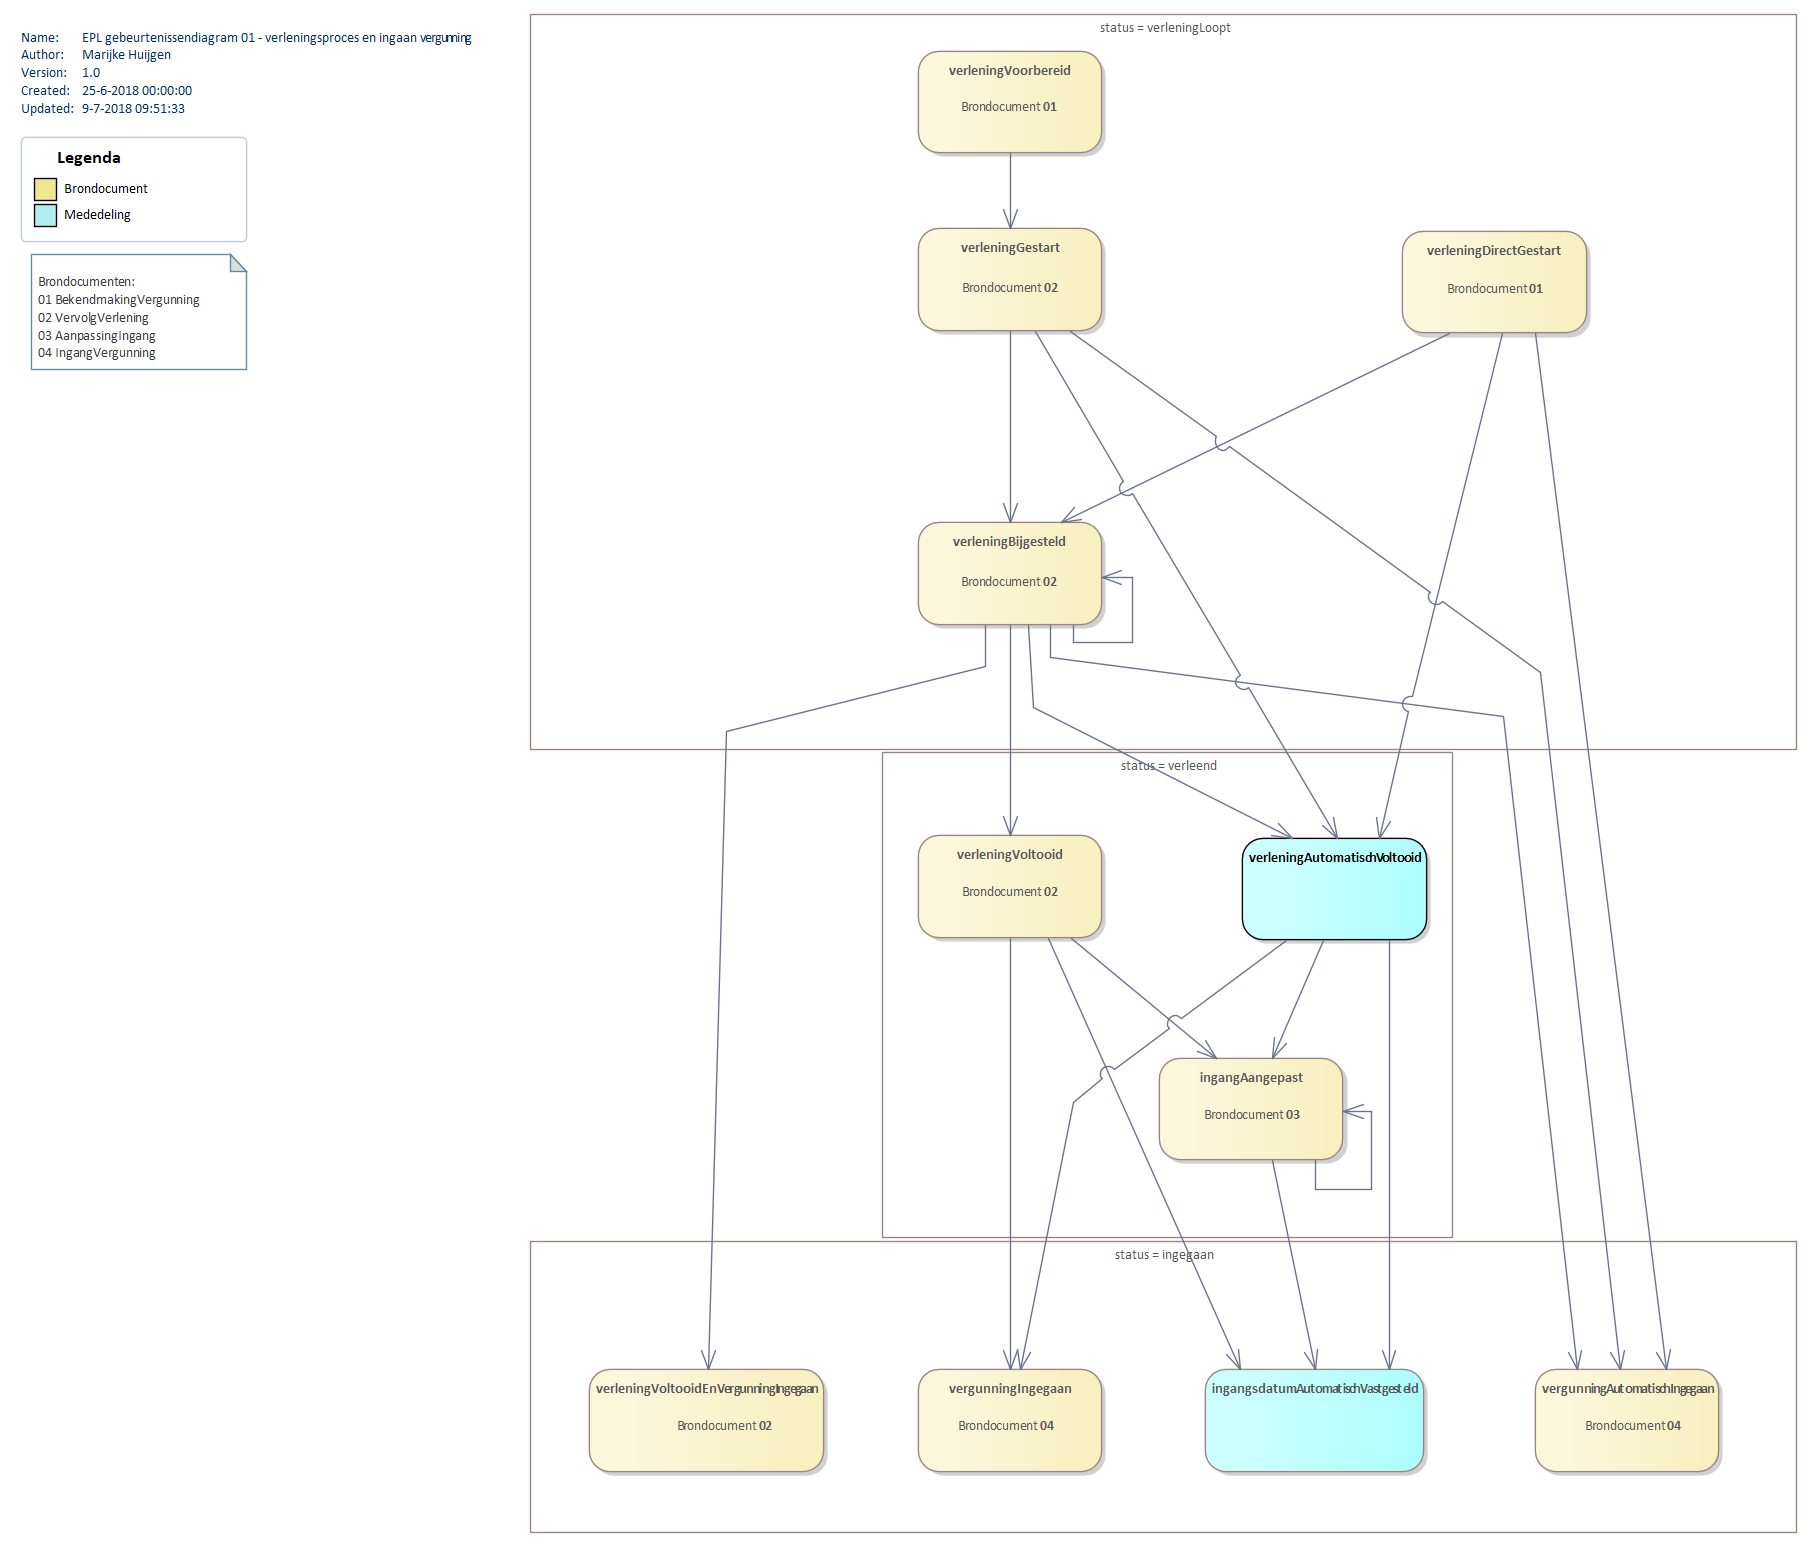 Name: EPL gebeurtenissendiagram 01 - verleningsproces en ingaan vergunning
Author: Marijke Huijgen
Version: 1.0
Created: 25-6-2018 00:00:00
Updated: 9-7-2018 09:51:33
Legenda
Brondocument
Mededeling
Brondocumenten:
01 BekendmakingVergunning
02 VervolgVerlening
03 AanpassingIngang
04 IngangVergunning
status = verleningLoopt
verleningVoorbereid
Brondocument 01
verleningGestart
Brondocument 02
verleningDirectGestart
Brondocument 01
verleningBijgesteld
Brondocument 02
status = verleend
verleningVoltooid
Brondocument 02
verleningAutomatischVoltooid
ingangAangepast
Brondocument 03
status = ingegaan
verleningVoltooidEnVergunningIngegaan
Brondocument 02
vergunningIngegaan
Brondocument 04
ingangsdatumAutomatischVastgesteld
vergunningAutomatischIngegaan
Brondocument 04